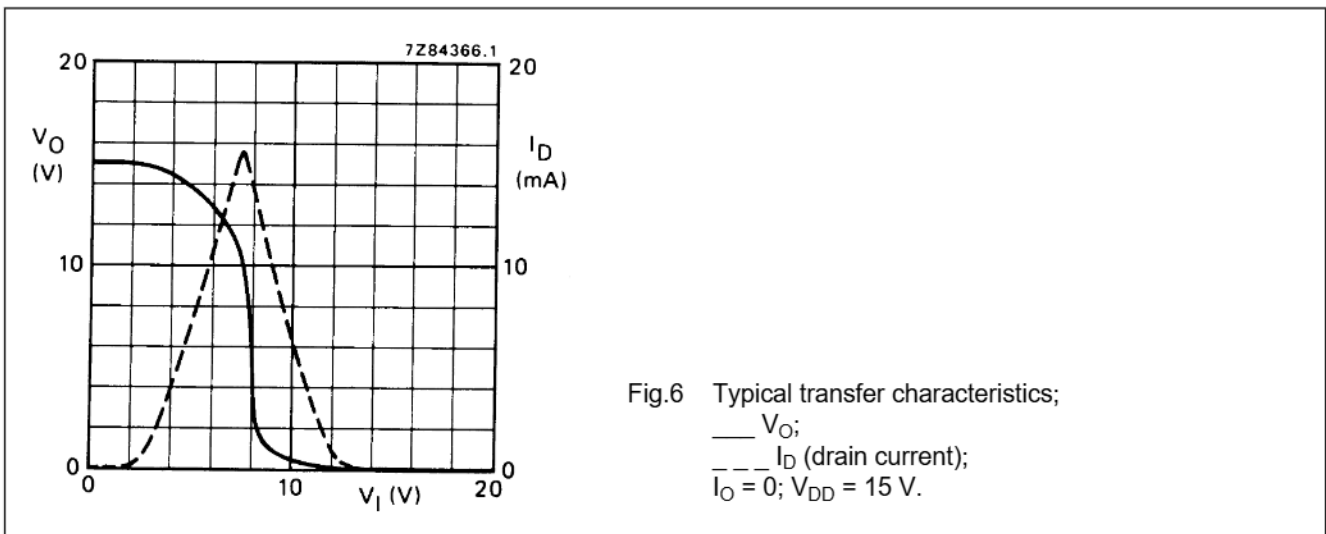 7Z84366.1
20
20
V_O
(V)
I_D
(mA)
10
10
0
0
0
10
V_I (V)
20
Fig.6 Typical transfer characteristics;
___ V_O;
_ _ _ I_D (drain current);
I_O = 0; V_DD = 15 V.